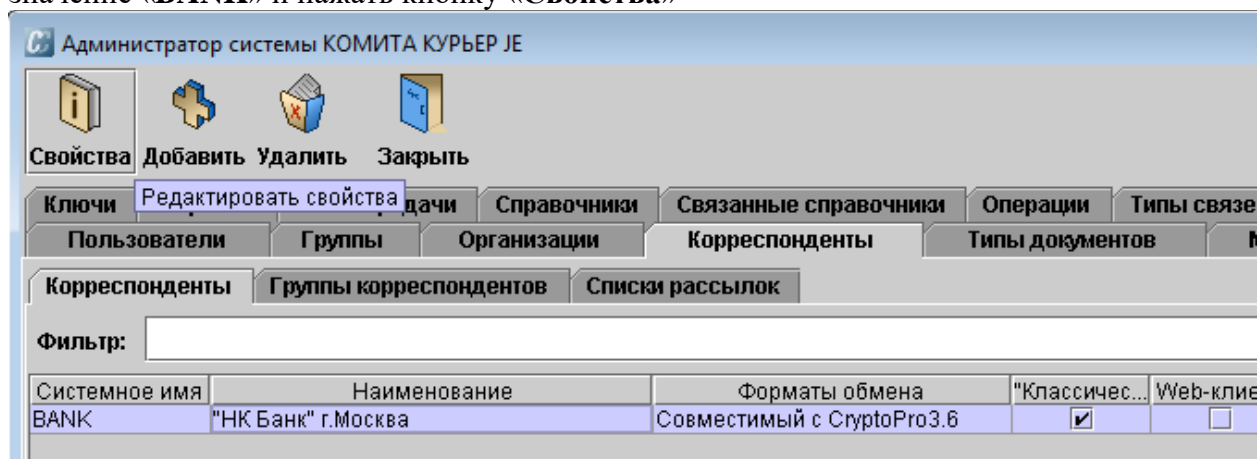 значение «BANK» и нажать кнопку «Свойства»
Администратор системы КОМИТА КУРЬЕР JE
Свойства Добавить Удалить Закрыть
Редактировать свойства
Ключи Справочники Связанные справочники Операции Типы связе
Пользователи Группы Организации Корреспонденты Типы документов
Корреспонденты Группы корреспондентов Списки рассылок
Фильтр:
Системное имя Наименование Форматы обмена "Классичес... Web-клие
BANK "НК Банк" г.Москва Совместимый с CryptoPro3.6